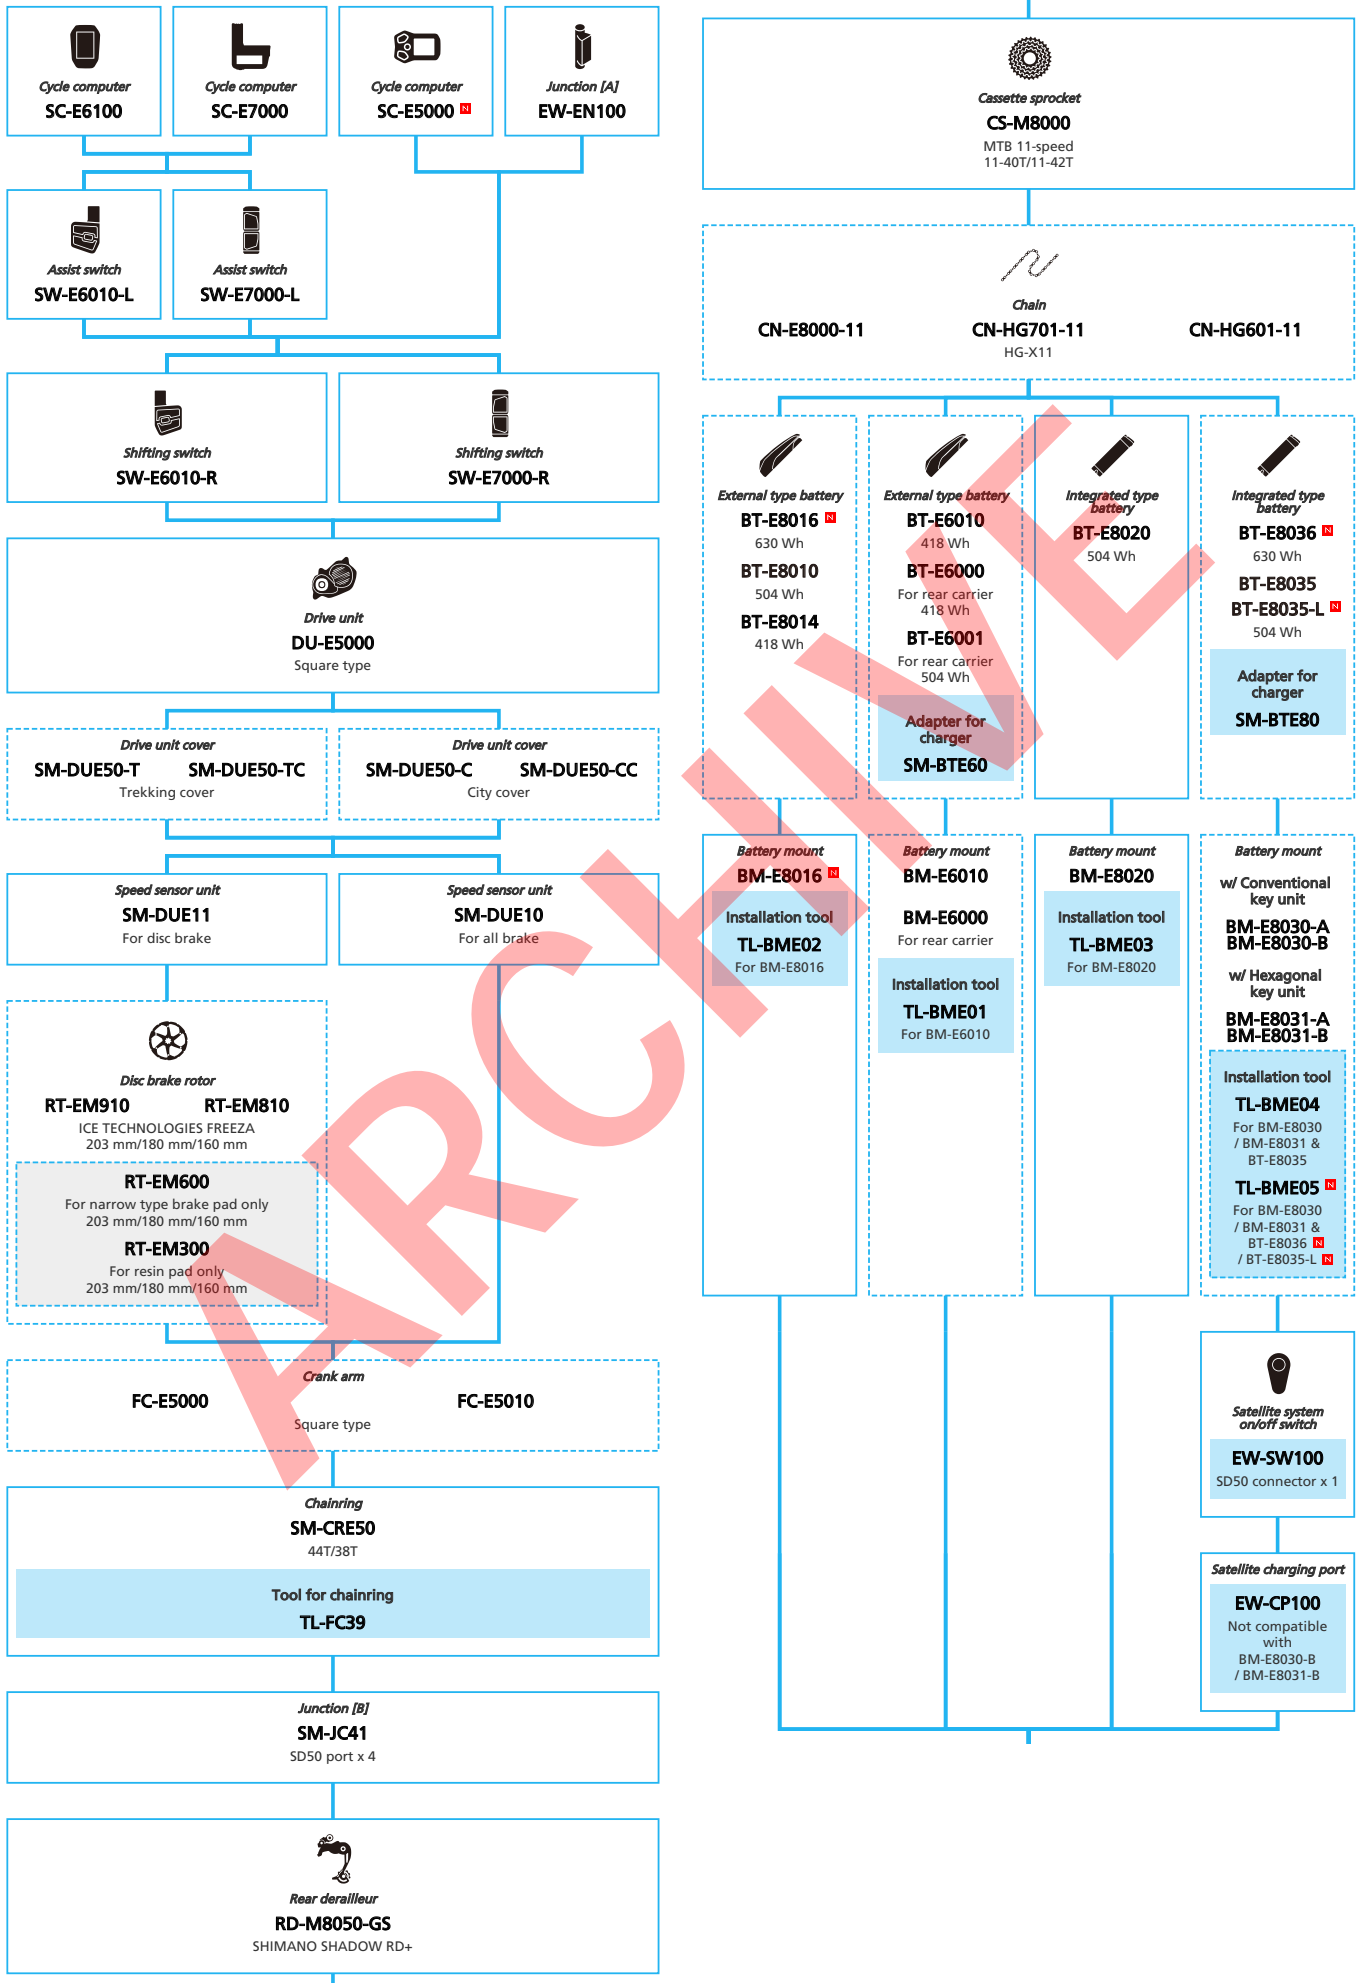 Cycle computer
SC-E6100
Cycle computer
SC-E7000
Cycle computer
SC-E5000 N
Junction [A]
EW-EN100
Assist switch
SW-E6010-L
Assist switch
SW-E7000-L
Shifting switch
SW-E6010-R
Shifting switch
SW-E7000-R
Drive unit
DU-E5000
Square type
Drive unit cover
SM-DUE50-T SM-DUE50-TC
Trekking cover
Drive unit cover
SM-DUE50-C SM-DUE50-CC
City cover
Speed sensor unit
SM-DUE11
For disc brake
Speed sensor unit
SM-DUE10
For all brake
Disc brake rotor
RT-EM910 RT-EM810
ICE TECHNOLOGIES FREEZA
203 mm/180 mm/160 mm
RT-EM600
For narrow type brake pad only
203 mm/180 mm/160 mm
RT-EM300
For resin pad only
203 mm/180 mm/160 mm
Crank arm
FC-E5000 FC-E5010
Square type
Chainring
SM-CRE50
44T/38T
Tool for chainring
TL-FC39
Junction [B]
SM-JC41
SD50 port x 4
Rear derailleur
RD-M8050-GS
SHIMANO SHADOW RD+
Cassette sprocket
CS-M8000
MTB 11-speed
11-40T/11-42T
Chain
CN-E8000-11 CN-HG701-11 CN-HG601-11
HG-X11
External type battery
BT-E8016 N
630 Wh
BT-E8010
504 Wh
BT-E8014
418 Wh
External type battery
BT-E6010
418 Wh
BT-E6000
For rear carrier
418 Wh
BT-E6001
For rear carrier
504 Wh
Adapter for
charger
SM-BTE60
Integrated type
battery
BT-E8020
504 Wh
Integrated type
battery
BT-E8036 N
630 Wh
BT-E8035
BT-E8035-L N
504 Wh
Adapter for
charger
SM-BTE80
Battery mount
BM-E8016 N
Installation tool
TL-BME02
For BM-E8016
Battery mount
BM-E6010
BM-E6000
For rear carrier
Installation tool
TL-BME01
For BM-E6010
Battery mount
BM-E8020
Installation tool
TL-BME03
For BM-E8020
Battery mount
w/ Conventional
key unit
BM-E8030-A
BM-E8030-B
w/ Hexagonal
key unit
BM-E8031-A
BM-E8031-B
Installation tool
TL-BME04
For BM-E8030
/ BM-E8031 &
BT-E8035
TL-BME05 N
For BM-E8030
/ BM-E8031 &
BT-E8036 N
/ BT-E8035-L N
Satellite system
on/off switch
EW-SW100
SD50 connector x 1
Satellite charging port
EW-CP100
Not compatible
with
BM-E8030-B
/ BM-E8031-B
ARCHIVE